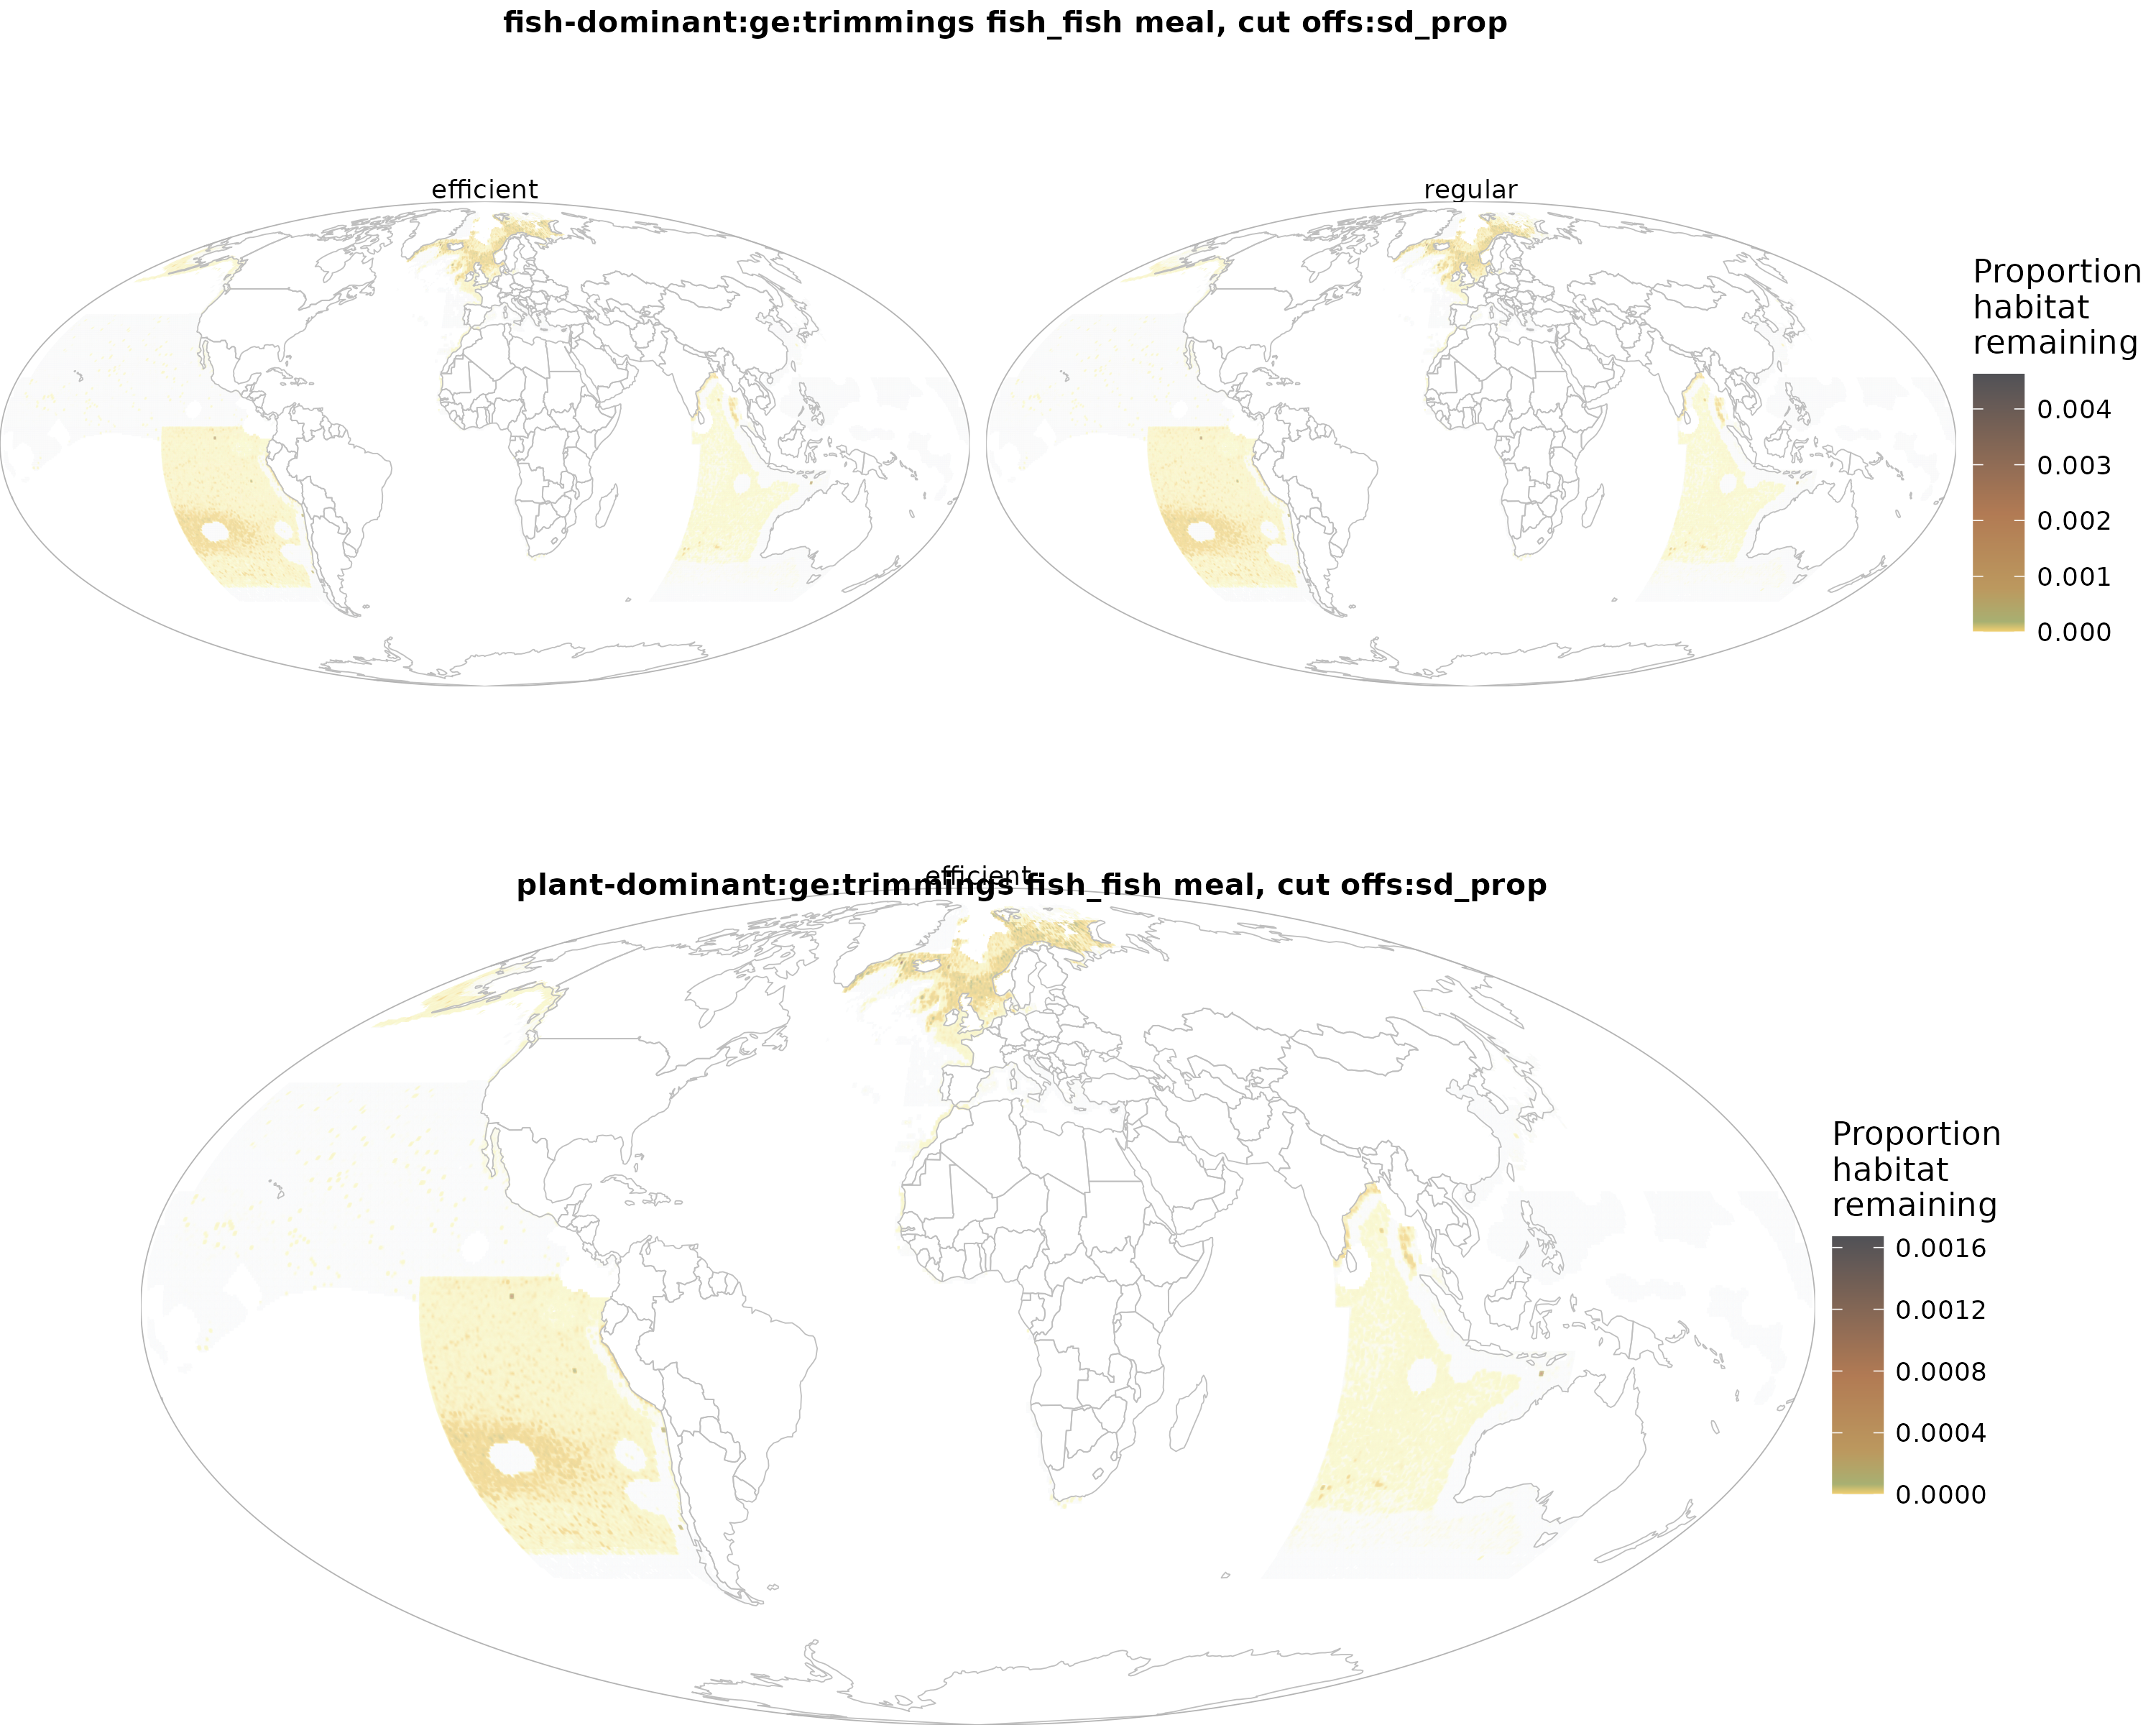 fish-dominant:ge:trimmings fish_fish meal, cut offs:sd_prop
efficient
regular
Proportion
habitat
remaining
0.004
0.003
0.002
0.001
0.000
efficient
plant-dominant:ge:trimmings fish_fish meal, cut offs:sd_prop
Proportion
habitat
remaining
0.0016
0.0012
0.0008
0.0004
0.0000